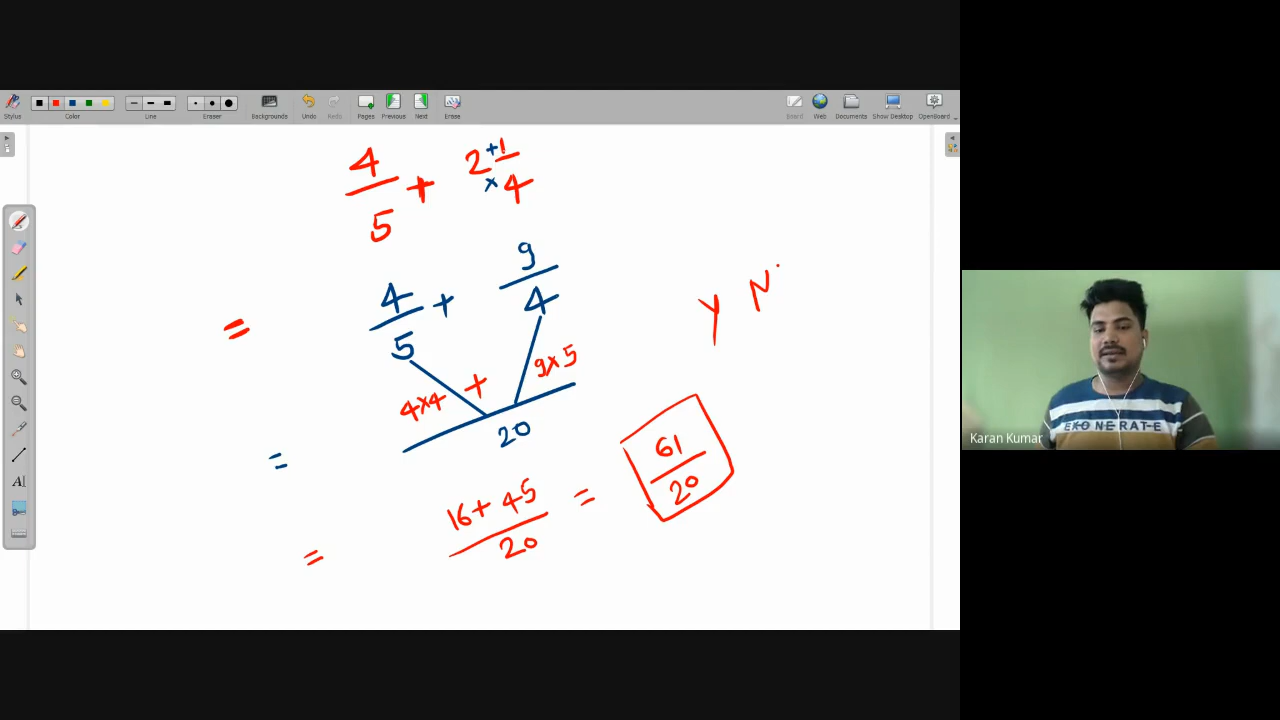 Stylus Color Line Eraser Backgrounds Undo Redo Pages Previous Next Erase Board Web Documents Show Desktop OpenBoard
4/5 + 2 + 1/4 ×
= 4/5 + 9/4
Y N
4×4 + 9×5
= 20
= 16+45/20 = 61/20
AI
EXONERATE
Karan Kumar